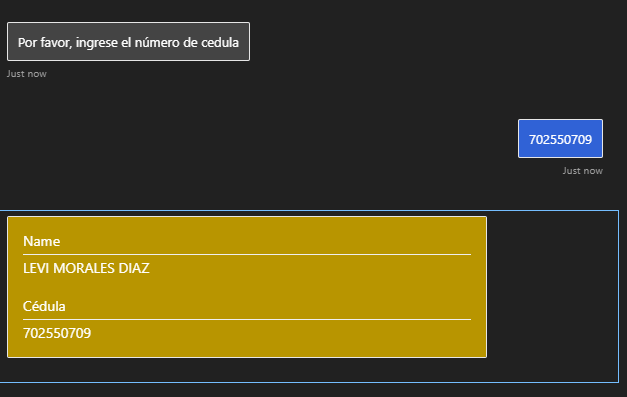 Por favor, ingrese el número de cedula
Just now
702550709
Just now
Name
LEVI MORALES DIAZ
Cédula
702550709